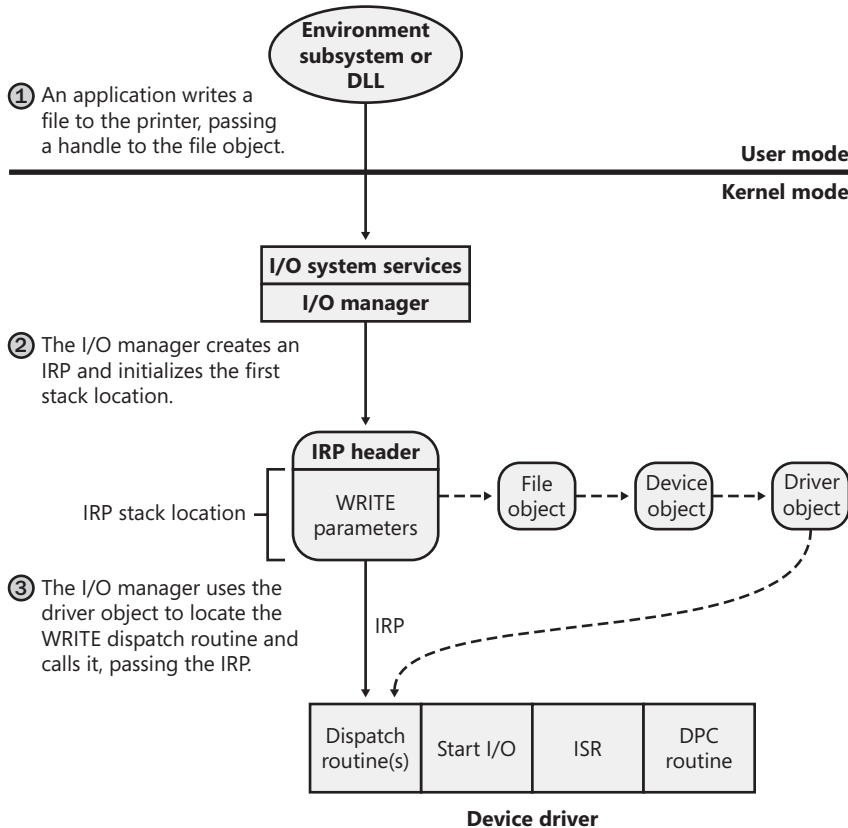 Environment
subsystem or
DLL
1 An application writes a
file to the printer, passing
a handle to the file object.
User mode
Kernel mode
I/O system services
I/O manager
2 The I/O manager creates an
IRP and initializes the first
stack location.
IRP header
IRP stack location
WRITE
parameters
File
object
Device
object
Driver
object
3 The I/O manager uses the
driver object to locate the
WRITE dispatch routine and
calls it, passing the IRP.
IRP
Dispatch
routine(s)
Start I/O
ISR
DPC
routine
Device driver